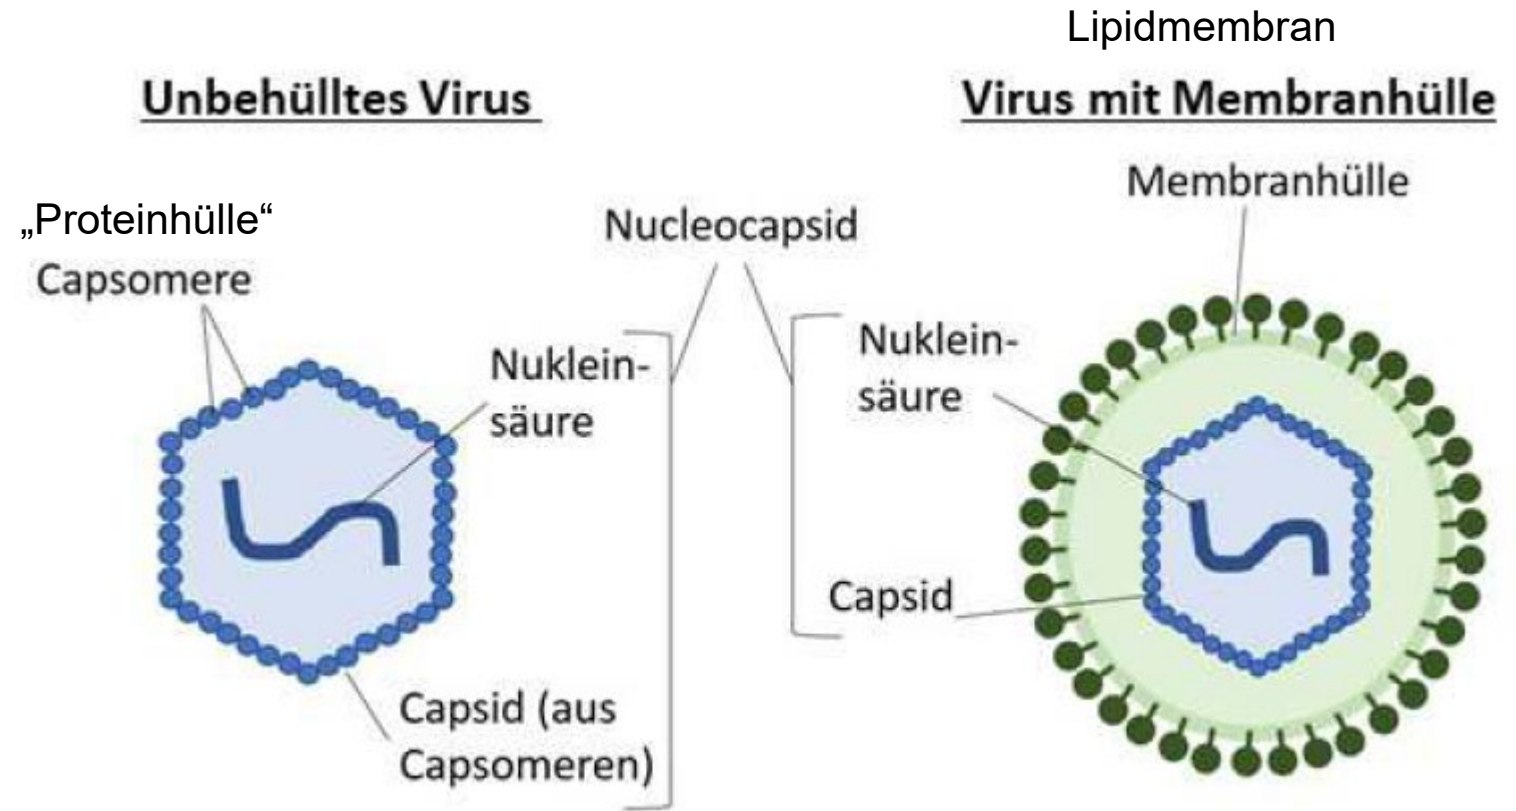 Lipidmembran
Unbehülltes Virus
Virus mit Membranhülle
Membranhülle
„Proteinhülle“
Capsomere
Nucleocapsid
Nuklein-
säure
Nuklein-
säure
Capsid
Capsid (aus
Capsomeren)